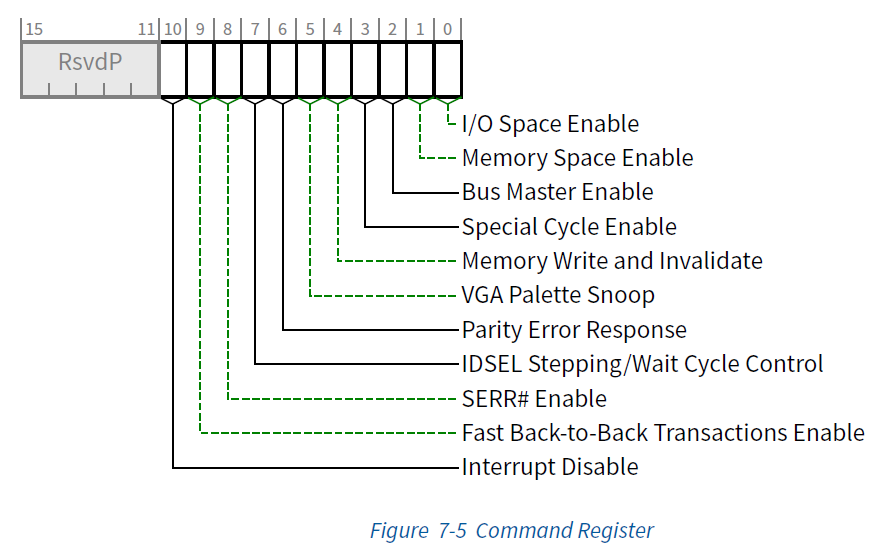 15 11 10 9 8 7 6 5 4 3 2 1 0
RsvdP
I/O Space Enable
Memory Space Enable
Bus Master Enable
Special Cycle Enable
Memory Write and Invalidate
VGA Palette Snoop
Parity Error Response
IDSEL Stepping/Wait Cycle Control
SERR# Enable
Fast Back-to-Back Transactions Enable
Interrupt Disable
Figure 7-5 Command Register